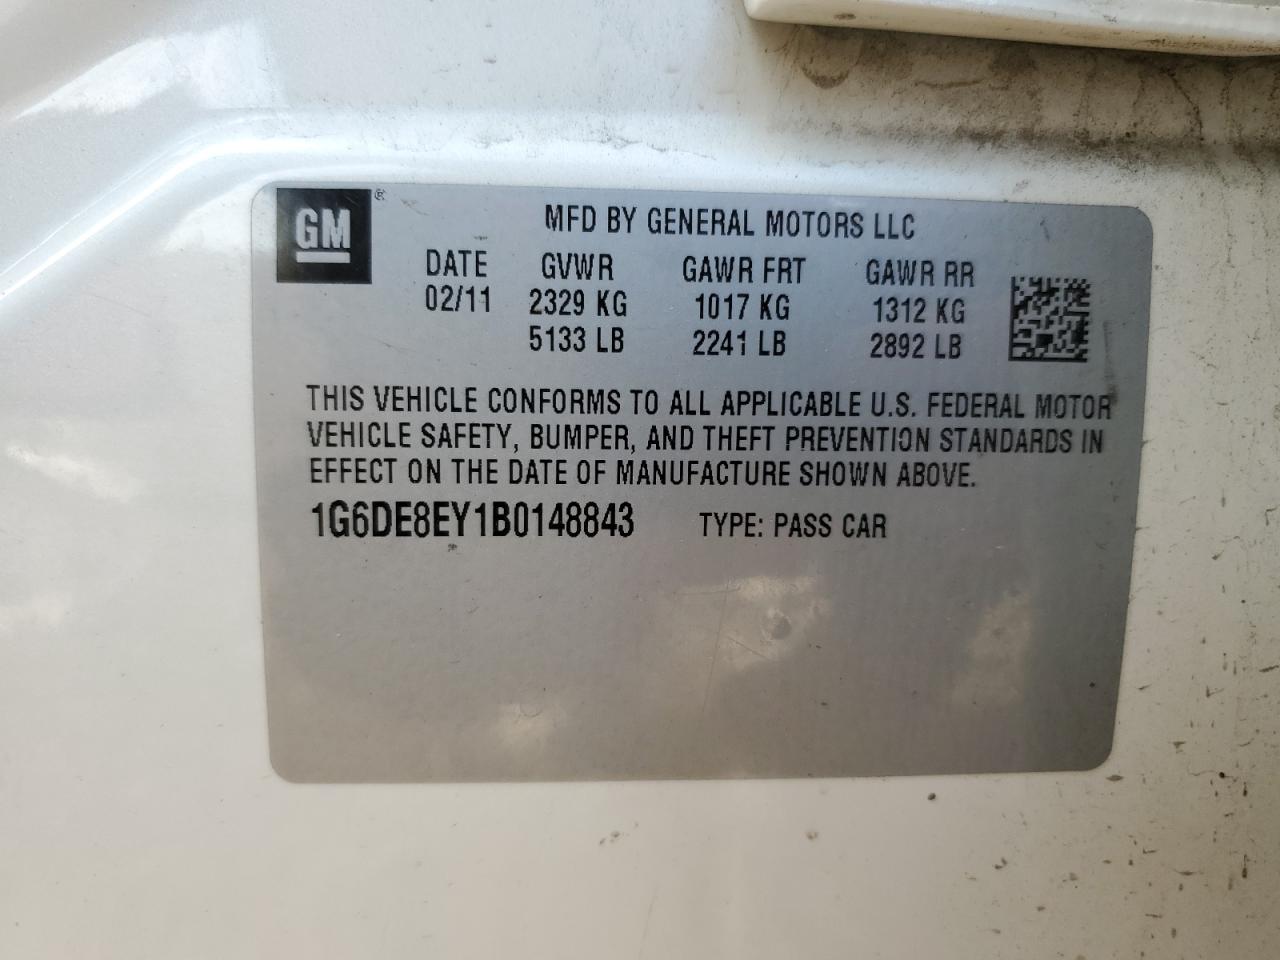 GM ®
MFD BY GENERAL MOTORS LLC
DATE GVWR GAWR FRT GAWR RR
02/11 2329 KG 1017 KG 1312 KG
5133 LB 2241 LB 2892 LB
THIS VEHICLE CONFORMS TO ALL APPLICABLE U.S. FEDERAL MOTOR
VEHICLE SAFETY, BUMPER, AND THEFT PREVENTION STANDARDS IN
EFFECT ON THE DATE OF MANUFACTURE SHOWN ABOVE.
1G6DE8EY1B0148843 TYPE: PASS CAR